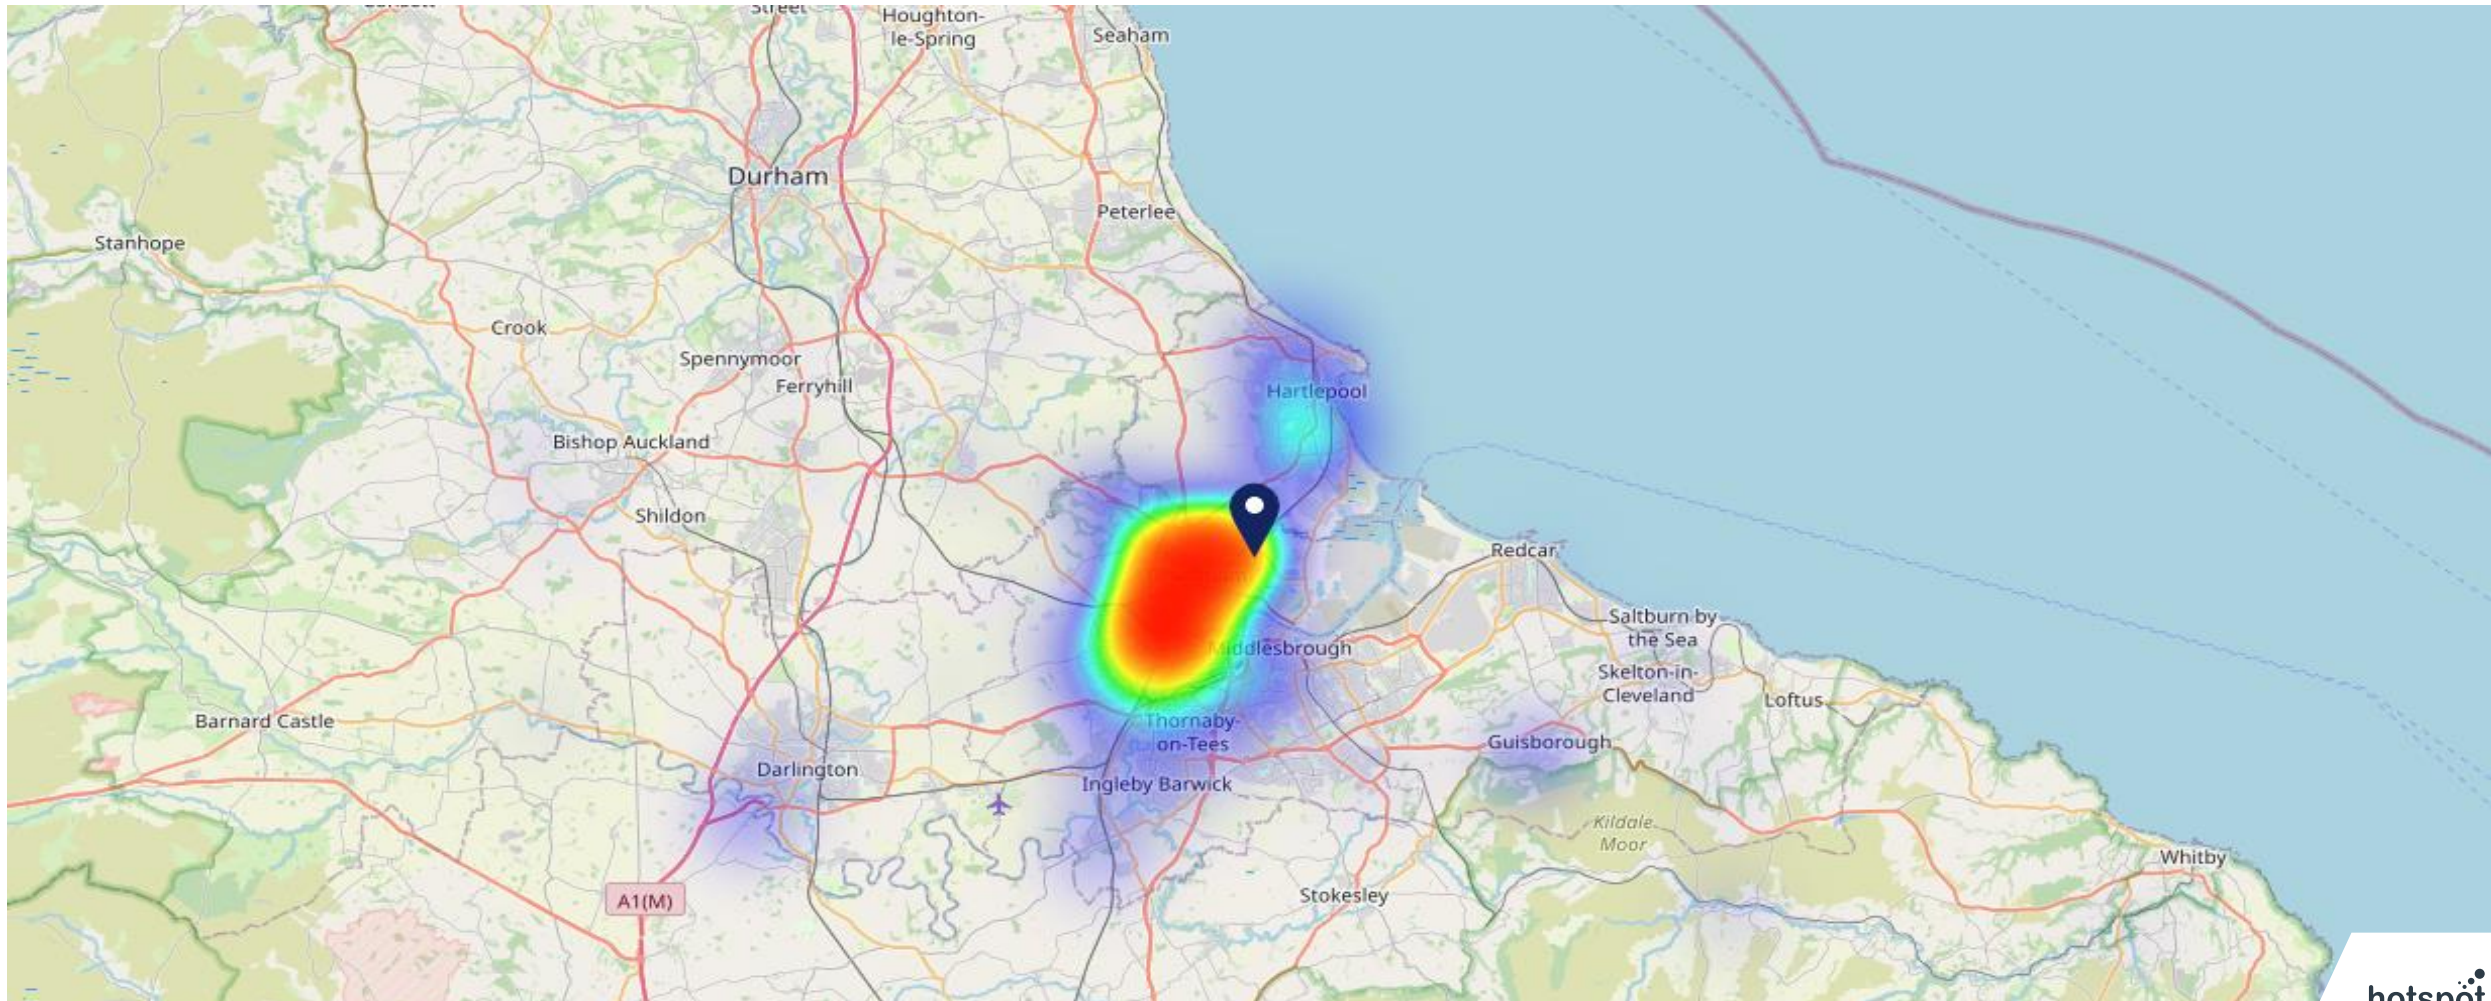 Street
Houghton-
le-Spring
Seaham
Durham
Peterlee
Stanhope
Crook
Spennymoor
Ferryhill
Hartlepool
Bishop Auckland
Shildon
Redcar
Saltburn by
the Sea
Middlesbrough
Skelton-in-
Cleveland
Loftus
Barnard Castle
Thornaby-
on-Tees
Guisborough
Darlington
Ingleby Barwick
Kildale
Moor
Whitby
A1(M)
Stokesley
hotspot